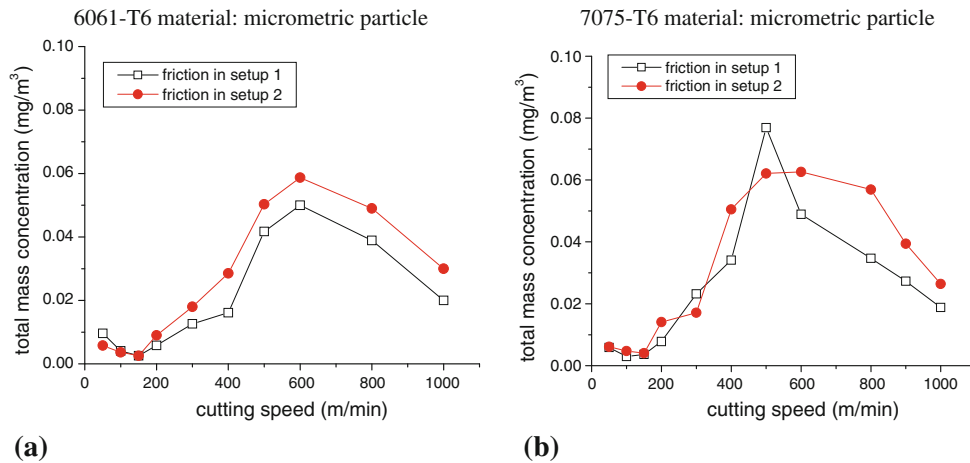 6061-T6 material: micrometric particle
0.10
0.08
0.06
0.04
0.02
0.00
total mass concentration (mg/m³)
friction in setup 1
friction in setup 2
0 200 400 600 800 1000
cutting speed (m/min)
(a)
7075-T6 material: micrometric particle
0.10
0.08
0.06
0.04
0.02
0.00
total mass concentration (mg/m³)
friction in setup 1
friction in setup 2
0 200 400 600 800 1000
cutting speed (m/min)
(b)